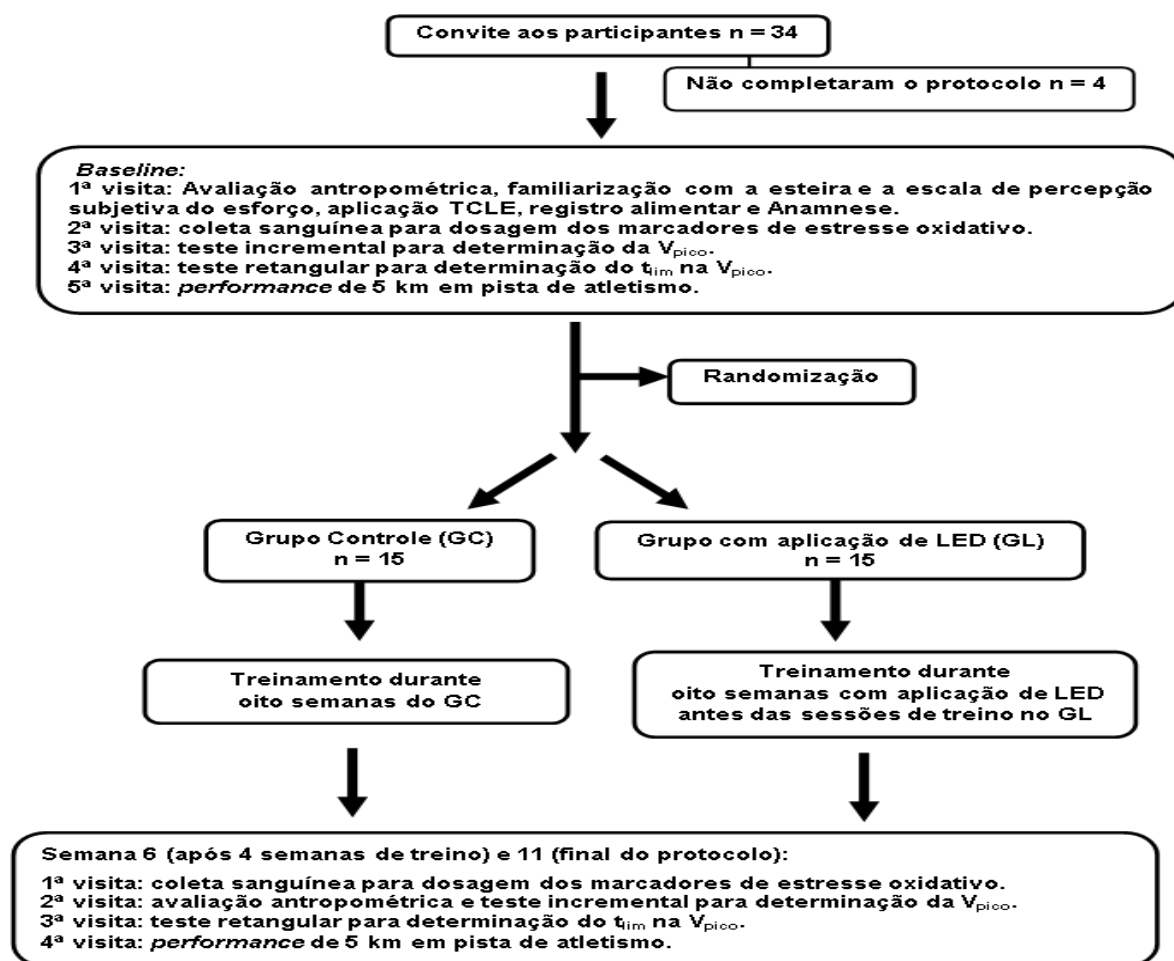 Convite aos participantes n = 34
Não completaram o protocolo n = 4
Baseline:
1ª visita: Avaliação antropométrica, familiarização com a esteira e a escala de percepção
subjetiva do esforço, aplicação TCLE, registro alimentar e Anamnese.
2ª visita: coleta sanguínea para dosagem dos marcadores de estresse oxidativo.
3ª visita: teste incremental para determinação da Vpico.
4ª visita: teste retangular para determinação do tlim na Vpico.
5ª visita: performance de 5 km em pista de atletismo.
Randomização
Grupo Controle (GC)
n = 15
Grupo com aplicação de LED (GL)
n = 15
Treinamento durante
oito semanas do GC
Treinamento durante
oito semanas com aplicação de LED
antes das sessões de treino no GL
Semana 6 (após 4 semanas de treino) e 11 (final do protocolo):
1ª visita: coleta sanguínea para dosagem dos marcadores de estresse oxidativo.
2ª visita: avaliação antropométrica e teste incremental para determinação da Vpico.
3ª visita: teste retangular para determinação do tlim na Vpico.
4ª visita: performance de 5 km em pista de atletismo.